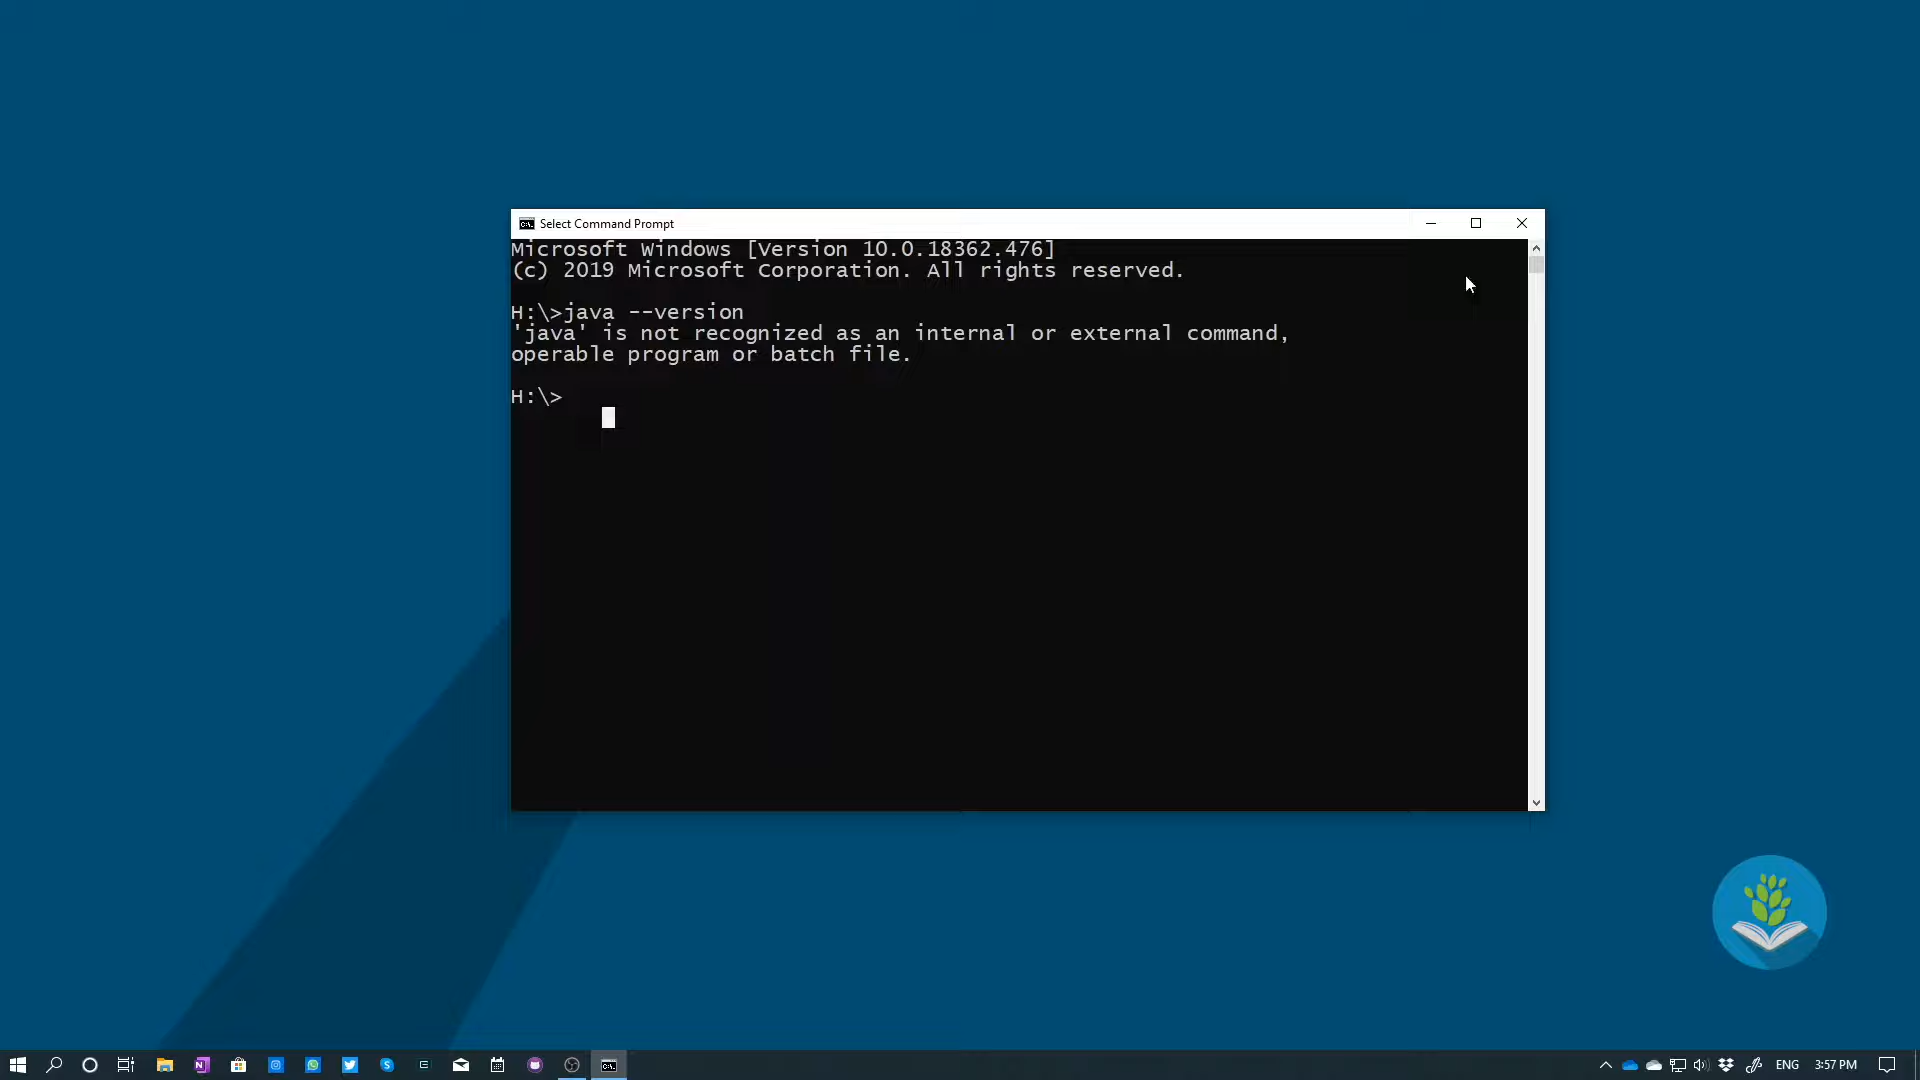 Select Command Prompt
Microsoft Windows [Version 10.0.18362.476]
(c) 2019 Microsoft Corporation. All rights reserved.
H:\>java --version
'java' is not recognized as an internal or external command,
operable program or batch file.
H:\>
ENG
3:57 PM